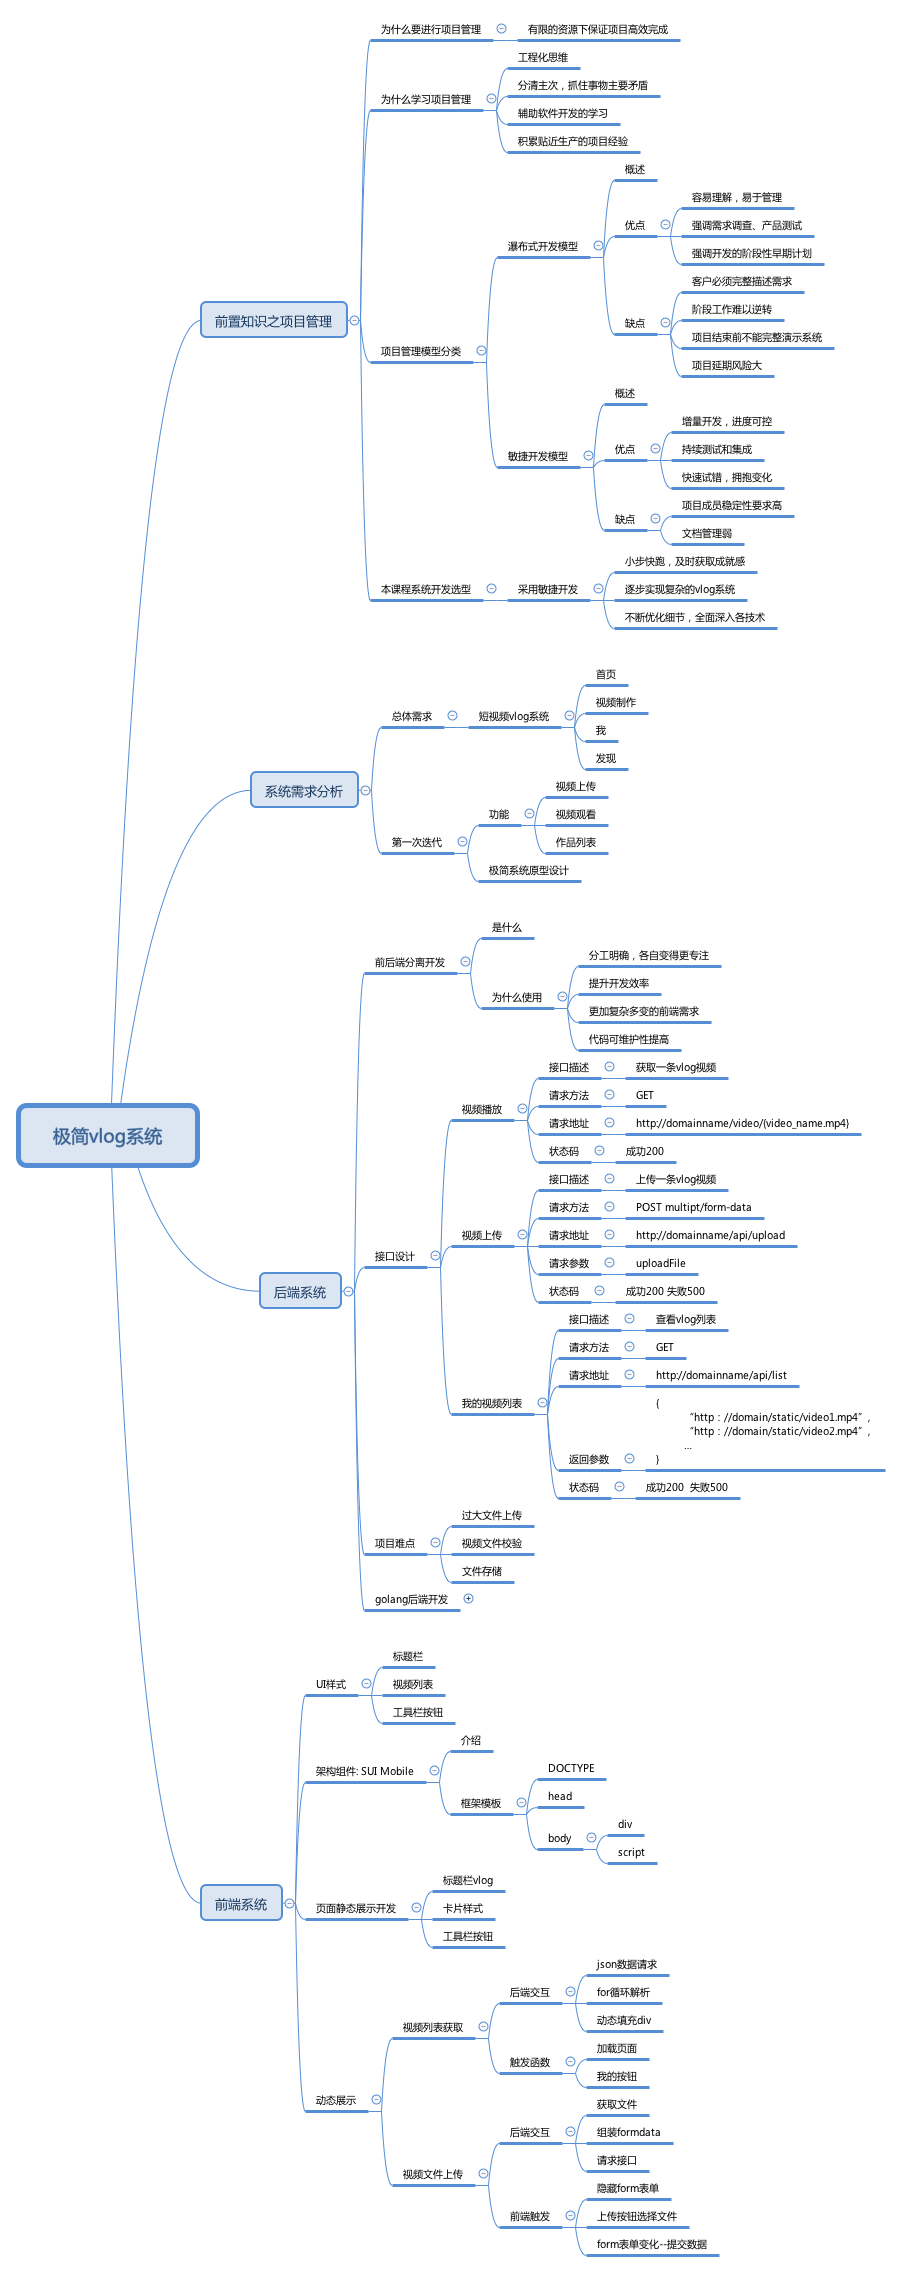 极简vlog系统
前置知识之项目管理
为什么要进行项目管理
有限的资源下保证项目高效完成
为什么学习项目管理
工程化思维
分清主次，抓住事物主要矛盾
辅助软件开发的学习
积累贴近生产的项目经验
项目管理模型分类
瀑布式开发模型
概述
优点
容易理解，易于管理
强调需求调查、产品测试
强调开发的阶段性早期计划
缺点
客户必须完整描述需求
阶段工作难以逆转
项目结束前不能完整演示系统
项目延期风险大
敏捷开发模型
概述
优点
增量开发，进度可控
持续测试和集成
快速试错，拥抱变化
缺点
项目成员稳定性要求高
文档管理弱
本课程系统开发选型
采用敏捷开发
小步快跑，及时获取成就感
逐步实现复杂的vlog系统
不断优化细节，全面深入各技术
系统需求分析
总体需求
短视频vlog系统
首页
视频制作
我
发现
第一次迭代
功能
视频上传
视频观看
作品列表
极简系统原型设计
后端系统
前后端分离开发
是什么
为什么使用
分工明确，各自变得更专注
提升开发效率
更加复杂多变的前端需求
代码可维护性提高
接口设计
视频播放
接口描述
获取一条vlog视频
请求方法
GET
请求地址
http://domainname/video/{video_name.mp4}
状态码
成功200
视频上传
接口描述
上传一条vlog视频
请求方法
POST multipt/form-data
请求地址
http://domainname/api/upload
请求参数
uploadFile
状态码
成功200 失败500
我的视频列表
接口描述
查看vlog列表
请求方法
GET
请求地址
http://domainname/api/list
返回参数
{
“http：//domain/static/video1.mp4”,
“http：//domain/static/video2.mp4”,
...
}
状态码
成功200 失败500
项目难点
过大文件上传
视频文件校验
文件存储
golang后端开发
前端系统
UI样式
标题栏
视频列表
工具栏按钮
架构组件: SUI Mobile
介绍
框架模板
DOCTYPE
head
body
div
script
页面静态展示开发
标题栏vlog
卡片样式
工具栏按钮
动态展示
视频列表获取
后端交互
json数据请求
for循环解析
动态填充div
触发函数
加载页面
我的按钮
视频文件上传
后端交互
获取文件
组装formdata
请求接口
前端触发
隐藏form表单
上传按钮选择文件
form表单变化--提交数据